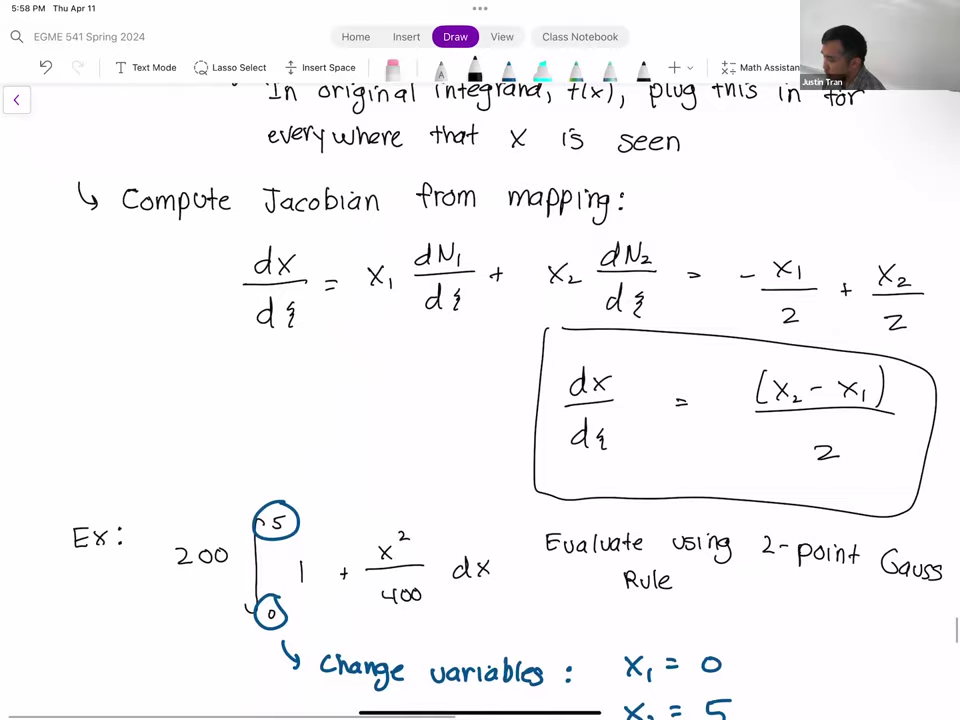 5:58 PM Thu Apr 11
EGME 541 Spring 2024
Home Insert Draw View Class Notebook
Text Mode Lasso Select Insert Space Math Assistan
Justin Tran
In original integrand, f(x), plug this in for
everywhere that x is seen
↳ Compute Jacobian from mapping:
dx/dξ = x₁ dN₁/dξ + x₂ dN₂/dξ = - x₁/2 + x₂/2
dx/dξ = (x₂ - x₁)/2
Ex: 200 ∫₀⁵ 1 + x²/400 dx Evaluate using 2-point Gauss
Rule
↳ Change variables: x₁ = 0
x₂ = 5